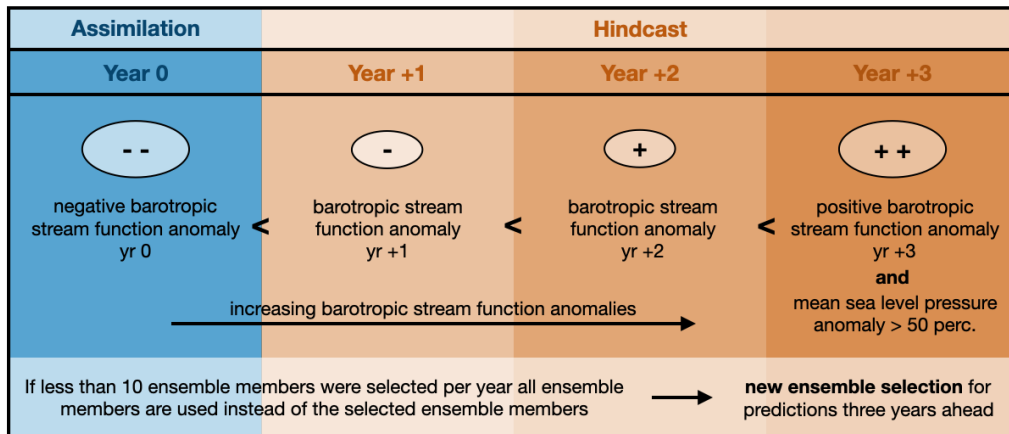 Assimilation
Hindcast
Year 0
Year +1
Year +2
Year +3
- -
-
+
+ +
negative barotropic
stream function anomaly
yr 0
<
barotropic stream
function anomaly
yr +1
<
barotropic stream
function anomaly
yr +2
<
positive barotropic
stream function anomaly
yr +3
and
mean sea level pressure
anomaly > 50 perc.
increasing barotropic stream function anomalies
If less than 10 ensemble members were selected per year all ensemble
members are used instead of the selected ensemble members
new ensemble selection for
predictions three years ahead